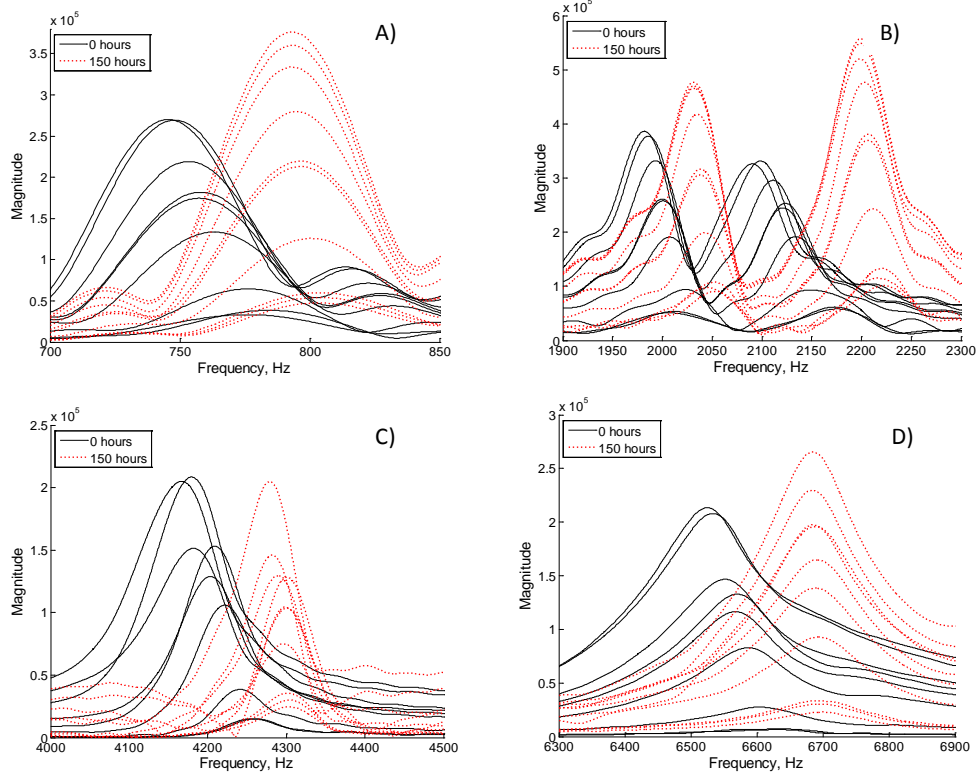 x 10^5
A)
0 hours
150 hours
3.5
3
2.5
2
1.5
1
0.5
0
Magnitude
700
750
800
850
Frequency, Hz
x 10^5
B)
0 hours
150 hours
6
5
4
3
2
1
0
Magnitude
1900
1950
2000
2050
2100
2150
2200
2250
2300
Frequency, Hz
x 10^5
C)
0 hours
150 hours
2.5
2
1.5
1
0.5
0
Magnitude
4000
4100
4200
4300
4400
4500
Frequency, Hz
x 10^5
D)
0 hours
150 hours
3
2.5
2
1.5
1
0.5
0
Magnitude
6300
6400
6500
6600
6700
6800
6900
Frequency, Hz